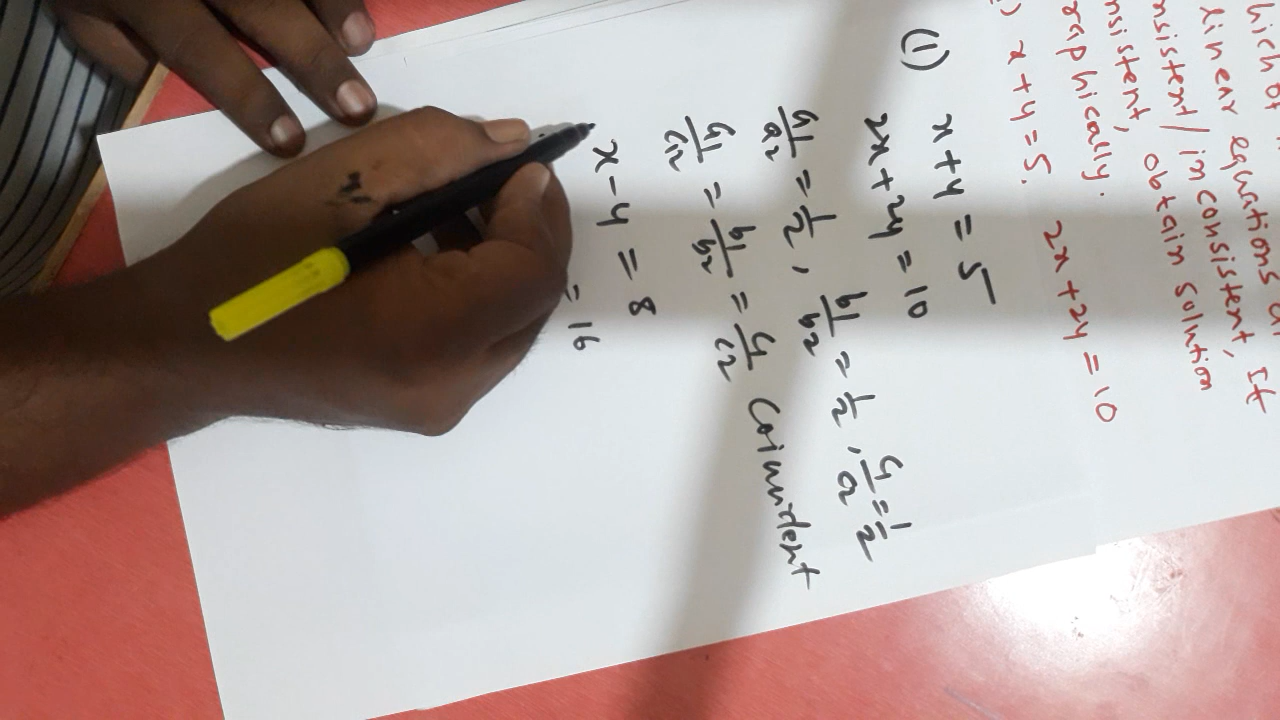 hich of
linear equations
nsistent / inconsistent, If
nsistent, obtain solution
raphically.
) x + y = 5. 2x + 2y = 10
(1) x + y = 5
2x + 2y = 10
a1/a2 = 1/2, b1/b2 = 1/2, c1/c2 = 1/2
a1/a2 = b1/b2 = c1/c2 Coincident
x - y = 8
= 16